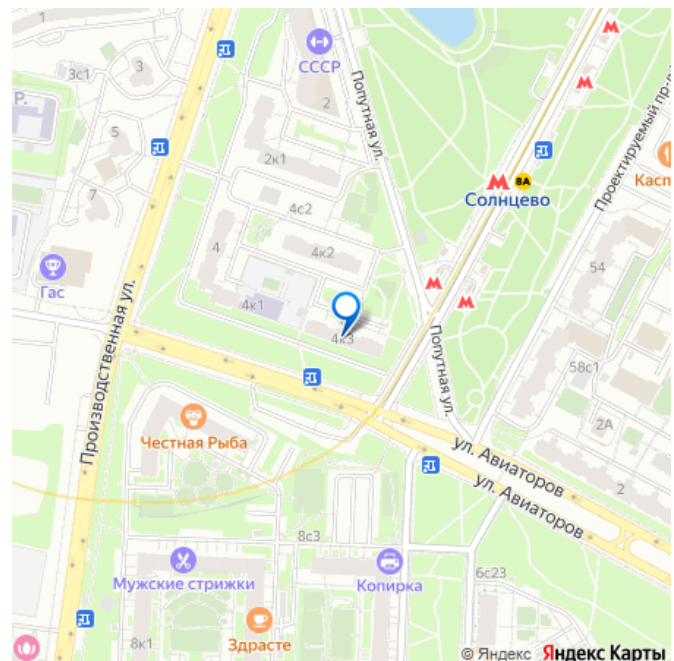 1
3с1
3
СССР
2
5
Попутная ул.
Проектируемый пр-
Р.
2к1
7
8А
Солнцево
Касп
4с2
4
4к2
54
Гас
4к1
Производственная ул.
4к3
Попутная ул.
58с1
Честная Рыба
2А
ул. Авиаторов
2
ул. Авиаторов
8с3
Мужские стрижки
Копирка
6с23
8к1
Здрасте
© Яндекс Яндекс Карты